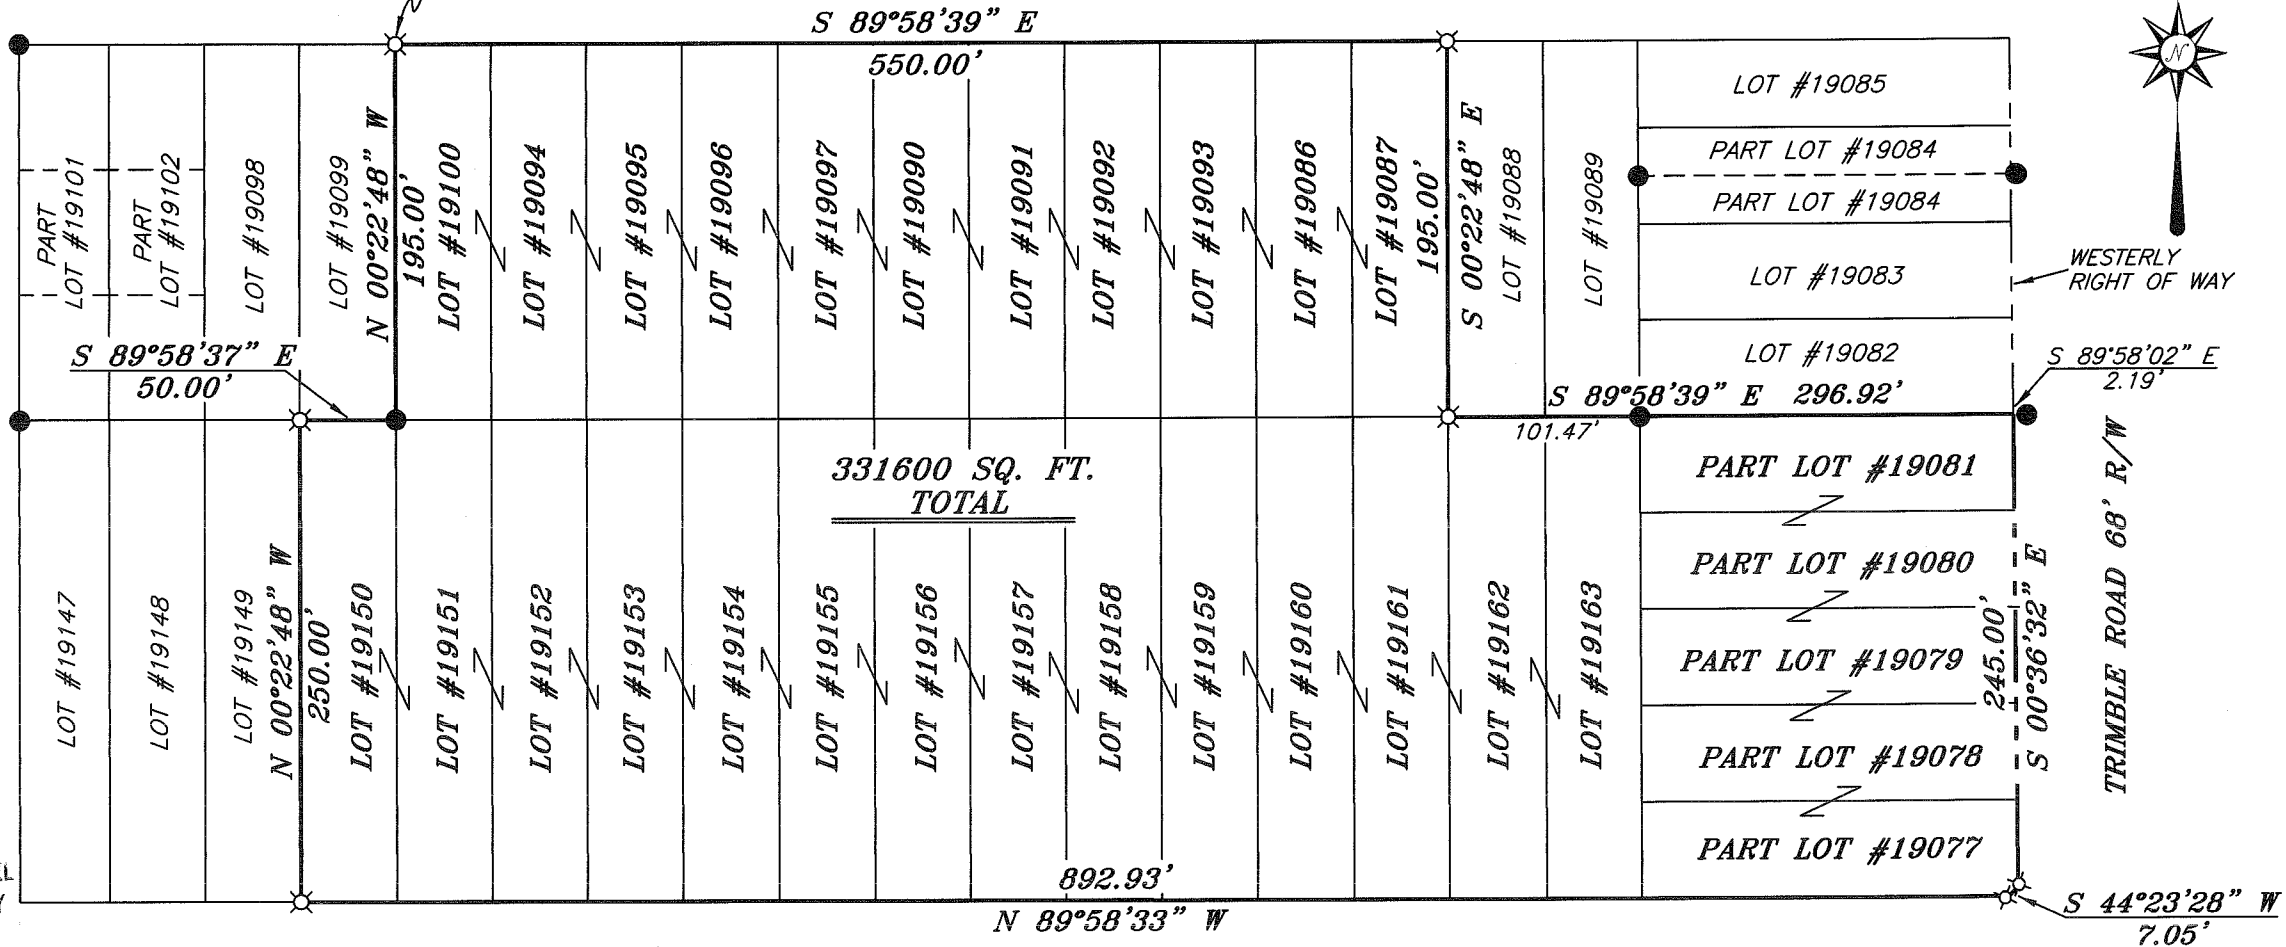 S 89°58'39" E
550.00'
N
LOT #19085
PART LOT #19084
PART LOT #19084
LOT #19083
LOT #19082
WESTERLY
RIGHT OF WAY
PART
LOT #19101
PART
LOT #19102
LOT #19098
LOT #19099
N 00°22'48" W
195.00'
LOT #19100
LOT #19094
LOT #19095
LOT #19096
LOT #19097
LOT #19090
LOT #19091
LOT #19092
LOT #19093
LOT #19086
LOT #19087
195.00'
S 00°22'48" E
LOT #19088
LOT #19089
S 89°58'37" E
50.00'
S 89°58'39" E 296.92'
101.47'
S 89°58'02" E
2.19'
331600 SQ. FT.
TOTAL
LOT #19147
LOT #19148
LOT #19149
N 00°22'48" W
250.00'
LOT #19150
LOT #19151
LOT #19152
LOT #19153
LOT #19154
LOT #19155
LOT #19156
LOT #19157
LOT #19158
LOT #19159
LOT #19160
LOT #19161
LOT #19162
LOT #19163
PART LOT #19081
PART LOT #19080
PART LOT #19079
PART LOT #19078
PART LOT #19077
245.00'
S 00°36'32" E
TRIMBLE ROAD 68' R/W
892.93'
N 89°58'33" W
S 44°23'28" W
7.05'